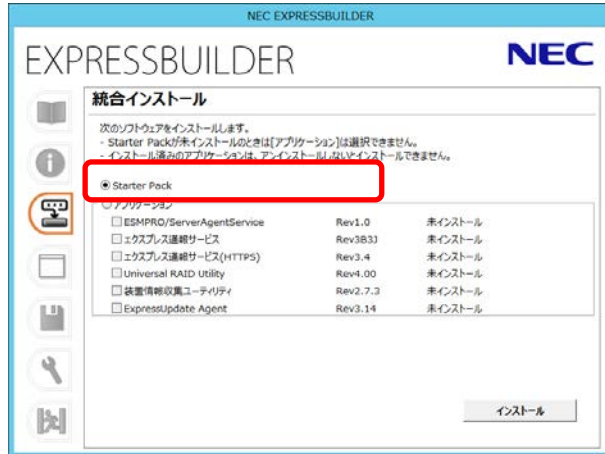 NEC EXPRESSBUILDER
EXPRESSBUILDER
NEC
統合インストール
次のソフトウェアをインストールします。
- Starter Packが未インストールのときは[アプリケーション]は選択できません。
- インストール済みのアプリケーションは、アンインストールしないとインストールできません。
Starter Pack
アプリケーション
ESMPRO/ServerAgentService Rev1.0 未インストール
エクスプレス通報サービス Rev3B3J 未インストール
エクスプレス通報サービス(HTTPS) Rev3.4 未インストール
Universal RAID Utility Rev4.00 未インストール
装置情報収集ユーティリティ Rev2.7.3 未インストール
ExpressUpdate Agent Rev3.14 未インストール
インストール